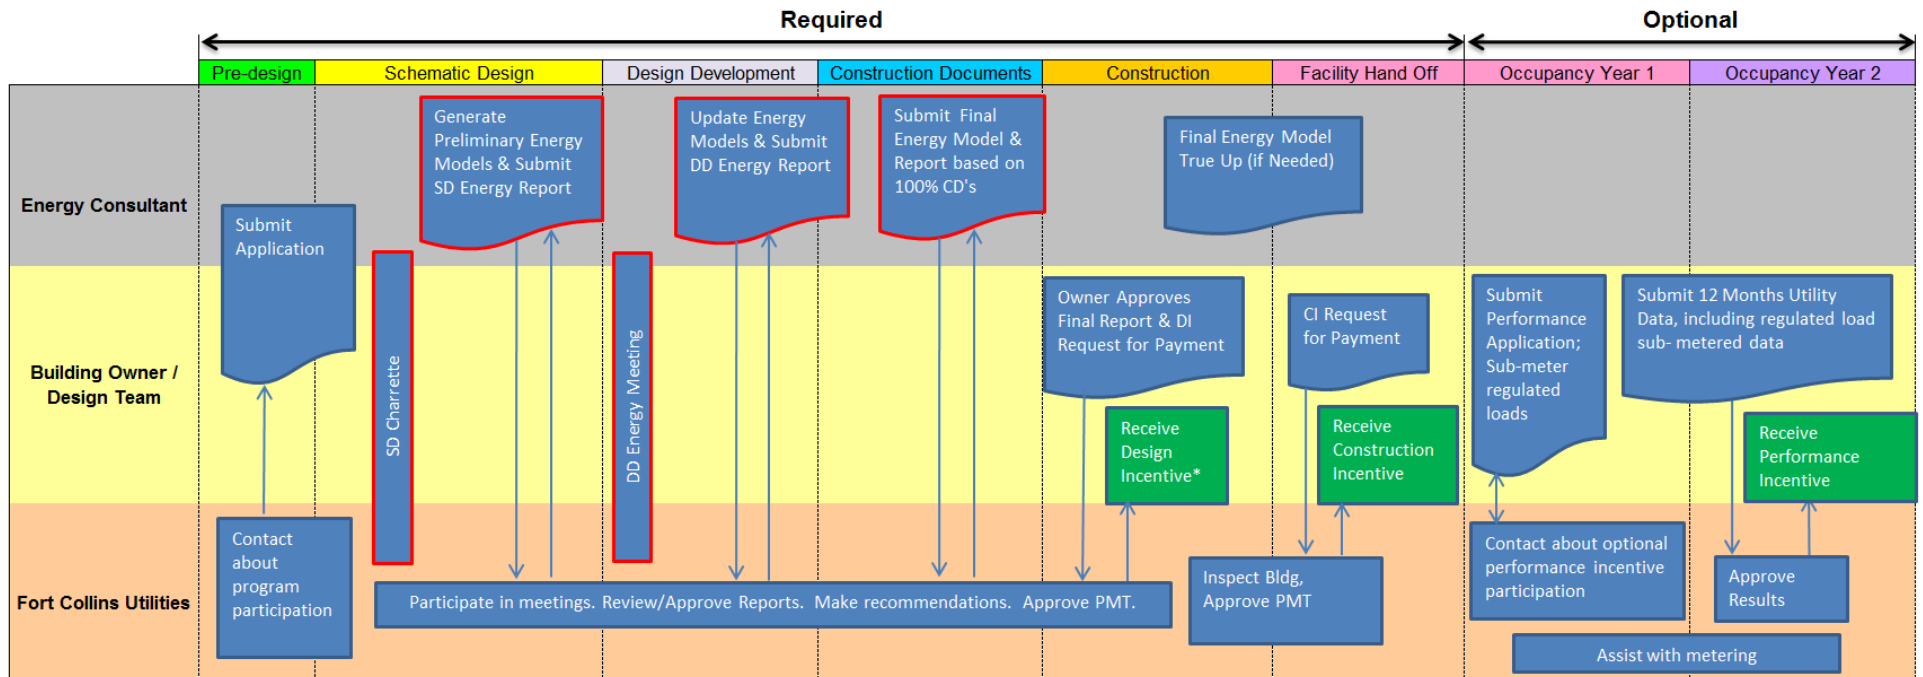 Required
Optional
Pre-design
Schematic Design
Design Development
Construction Documents
Construction
Facility Hand Off
Occupancy Year 1
Occupancy Year 2
Energy Consultant
Submit
Application
Generate
Preliminary Energy
Models & Submit
SD Energy Report
Update Energy
Models & Submit
DD Energy Report
Submit Final
Energy Model &
Report based on
100% CD's
Final Energy Model
True Up (if Needed)
Building Owner /
Design Team
SD Charrette
DD Energy Meeting
Owner Approves
Final Report & DI
Request for Payment
Receive
Design
Incentive*
CI Request
for Payment
Receive
Construction
Incentive
Submit
Performance
Application;
Sub-meter
regulated
loads
Submit 12 Months Utility
Data, including regulated load
sub- metered data
Receive
Performance
Incentive
Fort Collins Utilities
Contact
about
program
participation
Participate in meetings. Review/Approve Reports. Make recommendations. Approve PMT.
Inspect Bldg,
Approve PMT
Contact about optional
performance incentive
participation
Approve
Results
Assist with metering